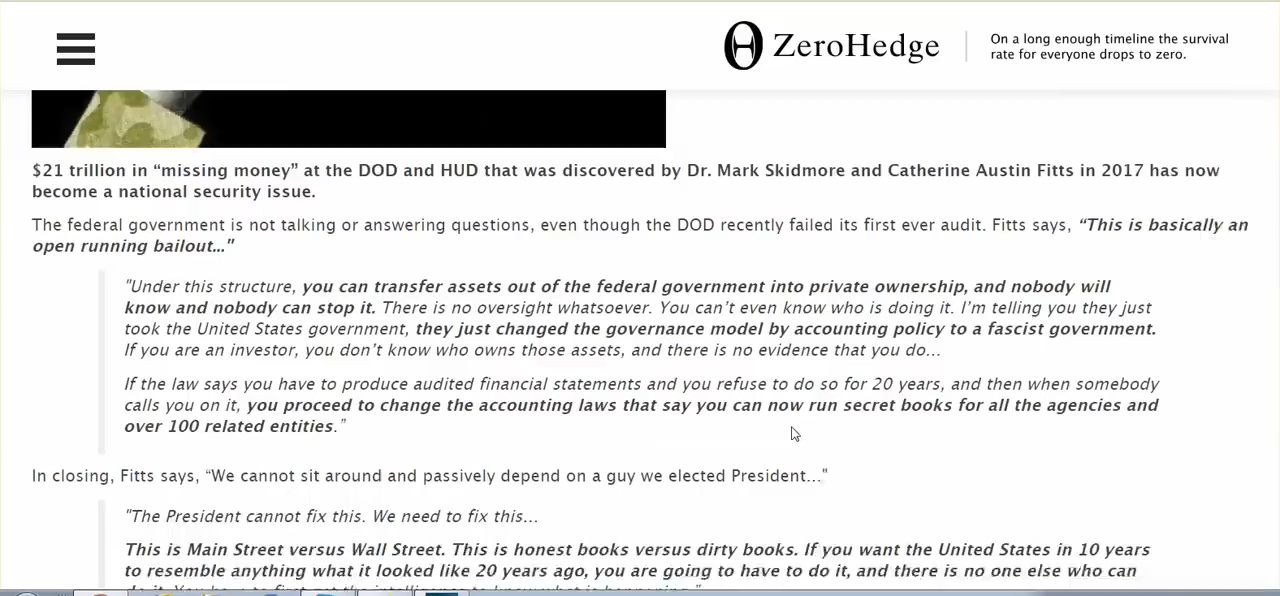 ZeroHedge
On a long enough timeline the survival
rate for everyone drops to zero.
$21 trillion in “missing money” at the DOD and HUD that was discovered by Dr. Mark Skidmore and Catherine Austin Fitts in 2017 has now
become a national security issue.
The federal government is not talking or answering questions, even though the DOD recently failed its first ever audit. Fitts says, “This is basically an
open running bailout…"
"Under this structure, you can transfer assets out of the federal government into private ownership, and nobody will
know and nobody can stop it. There is no oversight whatsoever. You can’t even know who is doing it. I’m telling you they just
took the United States government, they just changed the governance model by accounting policy to a fascist government.
If you are an investor, you don’t know who owns those assets, and there is no evidence that you do…
If the law says you have to produce audited financial statements and you refuse to do so for 20 years, and then when somebody
calls you on it, you proceed to change the accounting laws that say you can now run secret books for all the agencies and
over 100 related entities.”
In closing, Fitts says, “We cannot sit around and passively depend on a guy we elected President…"
"The President cannot fix this. We need to fix this…
This is Main Street versus Wall Street. This is honest books versus dirty books. If you want the United States in 10 years
to resemble anything what it looked like 20 years ago, you are going to have to do it, and there is no one else who can